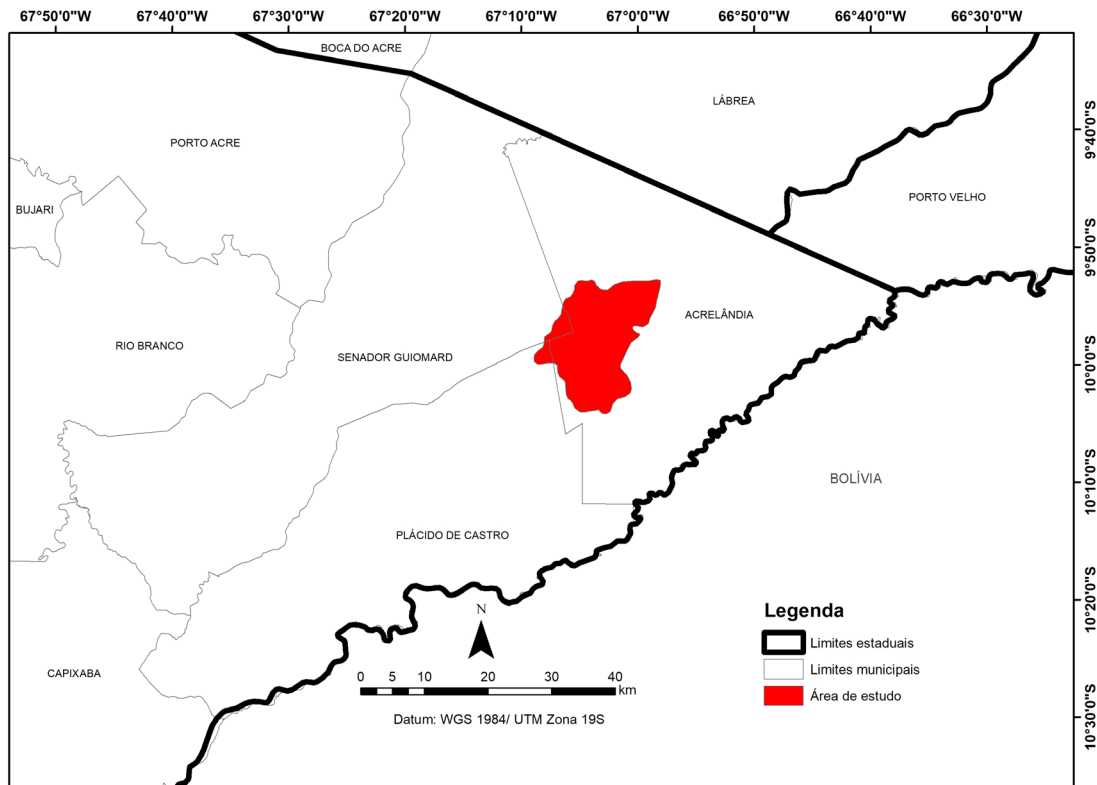 67°50'0"W 67°40'0"W 67°30'0"W 67°20'0"W 67°10'0"W 67°00'0"W 66°50'0"W 66°40'0"W 66°30'0"W
BOCA DO ACRE
LÁBREA
9°40'0"S
PORTO ACRE
PORTO VELHO
BUJARI
9°50'0"S
ACRELÂNDIA
RIO BRANCO
SENADOR GUIOMARD
10°0'0"S
BOLÍVIA
10°10'0"S
PLÁCIDO DE CASTRO
10°20'0"S
N
Legenda
Limites estaduais
Limites municipais
Área de estudo
CAPIXABA
0 5 10 20 30 40
km
Datum: WGS 1984/ UTM Zona 19S
10°30'0"S